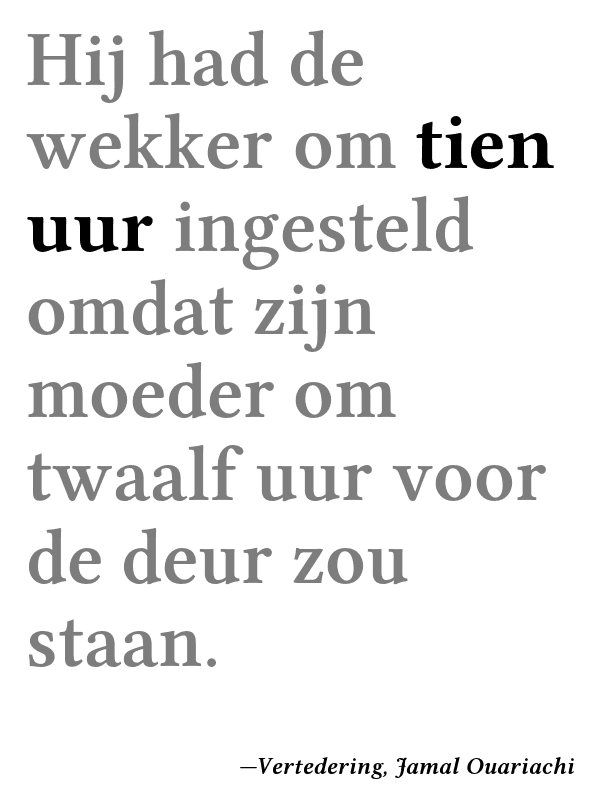 Hij had de
wekker om tien
uur ingesteld
omdat zijn
moeder om
twaalf uur voor
de deur zou
staan.
—Vertedering, Jamal Ouariachi